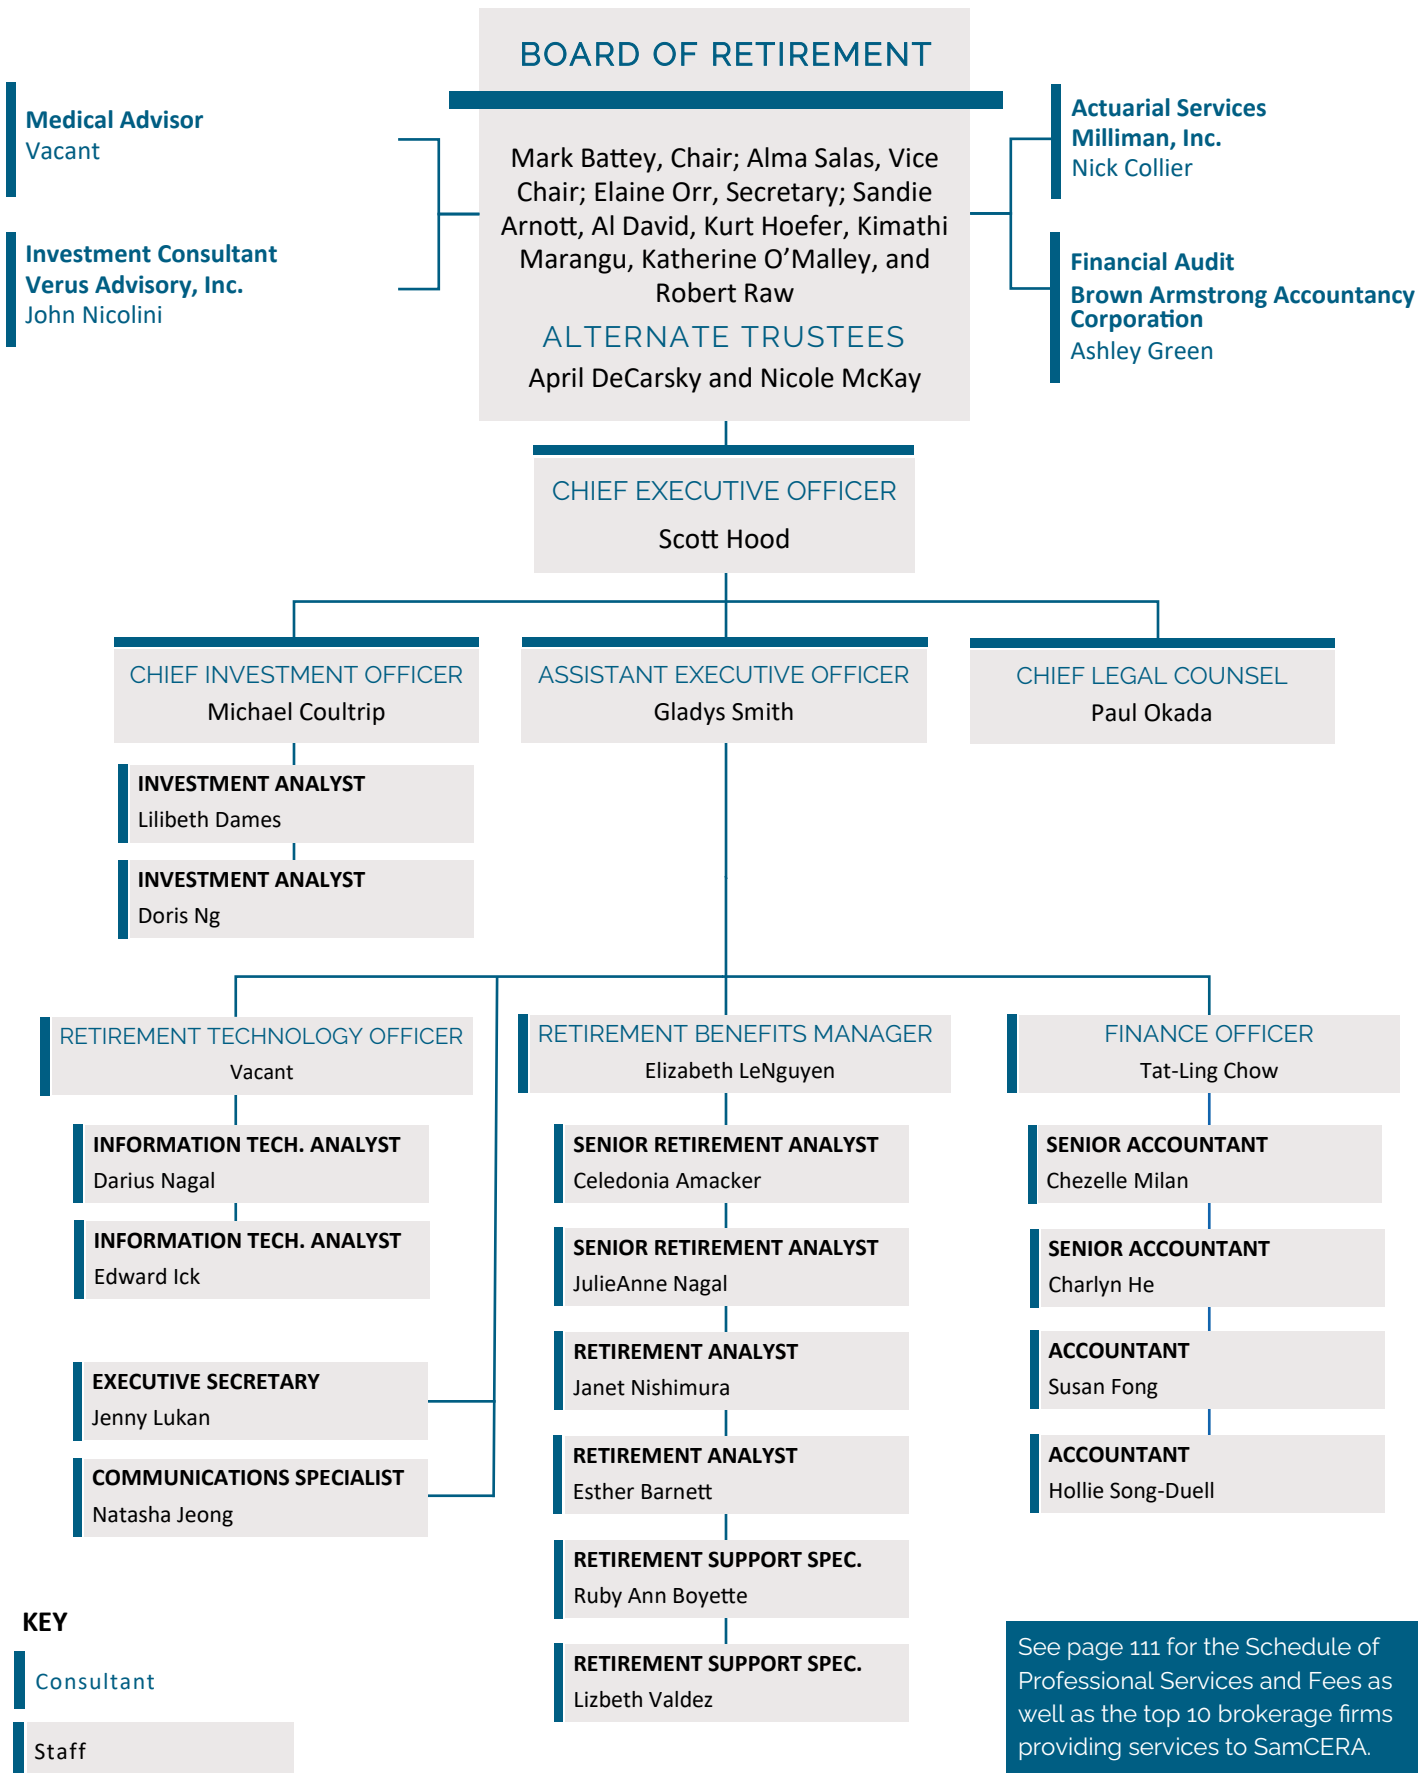 BOARD OF RETIREMENT
Medical Advisor
Vacant
Investment Consultant
Verus Advisory, Inc.
John Nicolini
Mark Battey, Chair; Alma Salas, Vice
Chair; Elaine Orr, Secretary; Sandie
Arnott, Al David, Kurt Hoefer, Kimathi
Marangu, Katherine O’Malley, and
Robert Raw
ALTERNATE TRUSTEES
April DeCarsky and Nicole McKay
Actuarial Services
Milliman, Inc.
Nick Collier
Financial Audit
Brown Armstrong Accountancy
Corporation
Ashley Green
CHIEF EXECUTIVE OFFICER
Scott Hood
CHIEF INVESTMENT OFFICER
Michael Coultrip
ASSISTANT EXECUTIVE OFFICER
Gladys Smith
CHIEF LEGAL COUNSEL
Paul Okada
INVESTMENT ANALYST
Lilibeth Dames
INVESTMENT ANALYST
Doris Ng
RETIREMENT TECHNOLOGY OFFICER
Vacant
INFORMATION TECH. ANALYST
Darius Nagal
INFORMATION TECH. ANALYST
Edward Ick
EXECUTIVE SECRETARY
Jenny Lukan
COMMUNICATIONS SPECIALIST
Natasha Jeong
RETIREMENT BENEFITS MANAGER
Elizabeth LeNguyen
SENIOR RETIREMENT ANALYST
Celedonia Amacker
SENIOR RETIREMENT ANALYST
JulieAnne Nagal
RETIREMENT ANALYST
Janet Nishimura
RETIREMENT ANALYST
Esther Barnett
RETIREMENT SUPPORT SPEC.
Ruby Ann Boyette
RETIREMENT SUPPORT SPEC.
Lizbeth Valdez
FINANCE OFFICER
Tat-Ling Chow
SENIOR ACCOUNTANT
Chezelle Milan
SENIOR ACCOUNTANT
Charlyn He
ACCOUNTANT
Susan Fong
ACCOUNTANT
Hollie Song-Duell
KEY
Consultant
Staff
See page 111 for the Schedule of
Professional Services and Fees as
well as the top 10 brokerage firms
providing services to SamCERA.